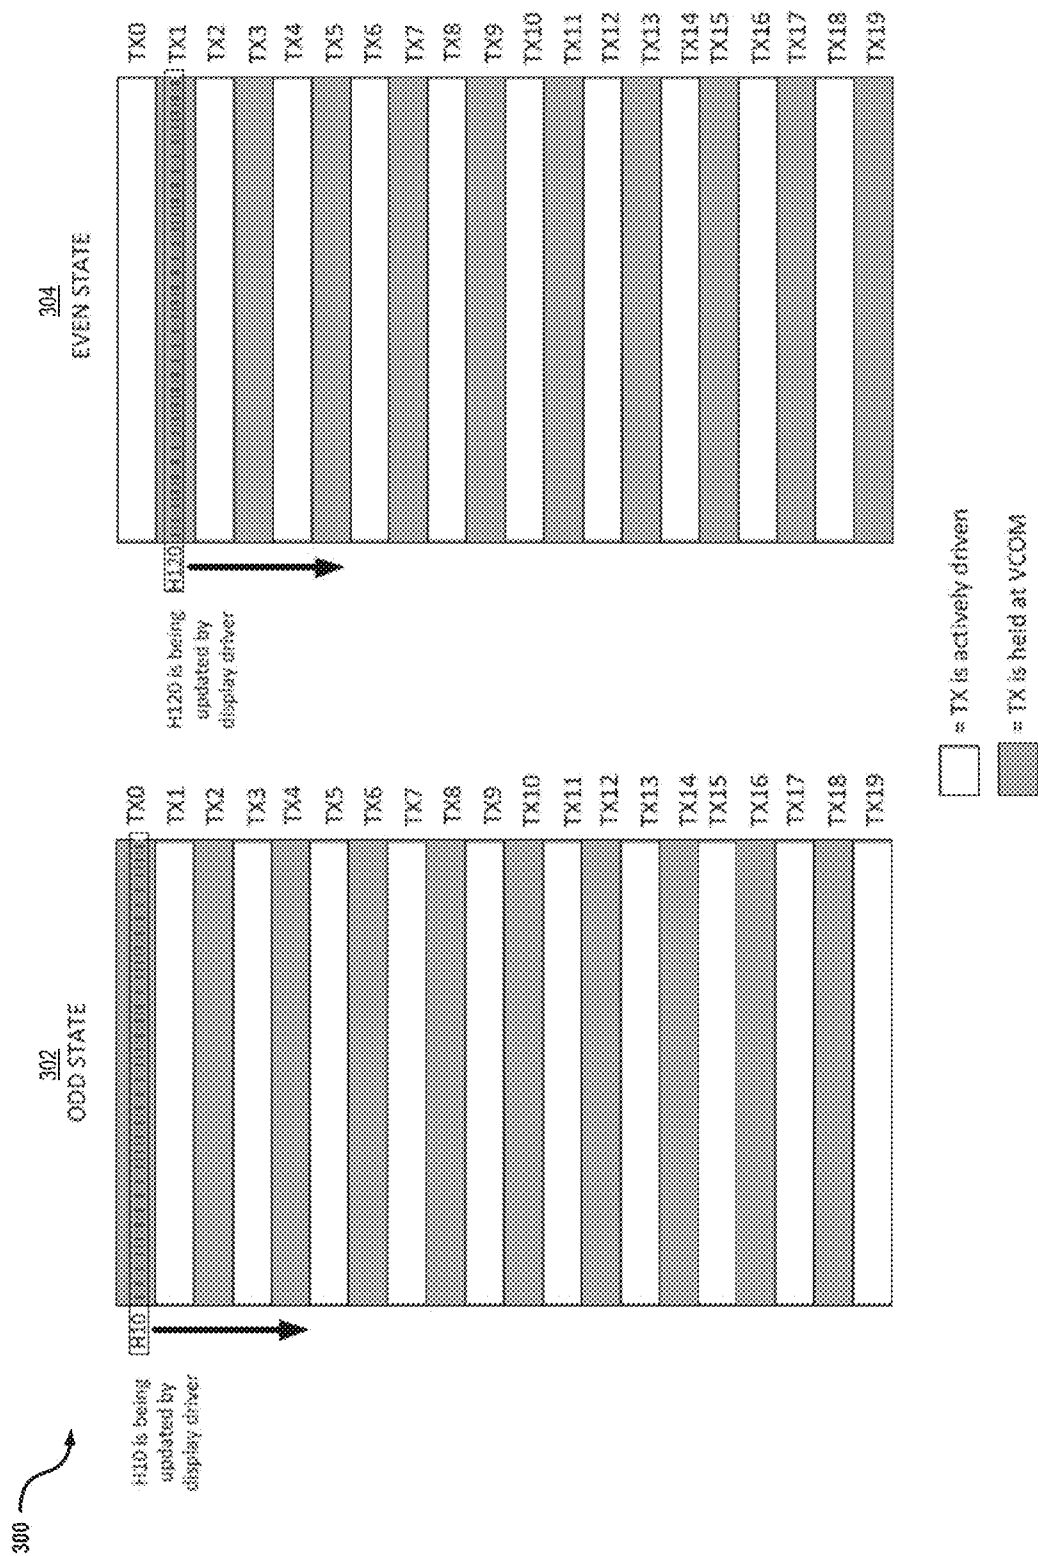 300
302
ODD STATE
H10 is being
updated by
display driver
H10
TX0
TX1
TX2
TX3
TX4
TX5
TX6
TX7
TX8
TX9
TX10
TX11
TX12
TX13
TX14
TX15
TX16
TX17
TX18
TX19
304
EVEN STATE
H120 is being
updated by
display driver
H120
TX0
TX1
TX2
TX3
TX4
TX5
TX6
TX7
TX8
TX9
TX10
TX11
TX12
TX13
TX14
TX15
TX16
TX17
TX18
TX19
= TX is actively driven
= TX is held at VCOM